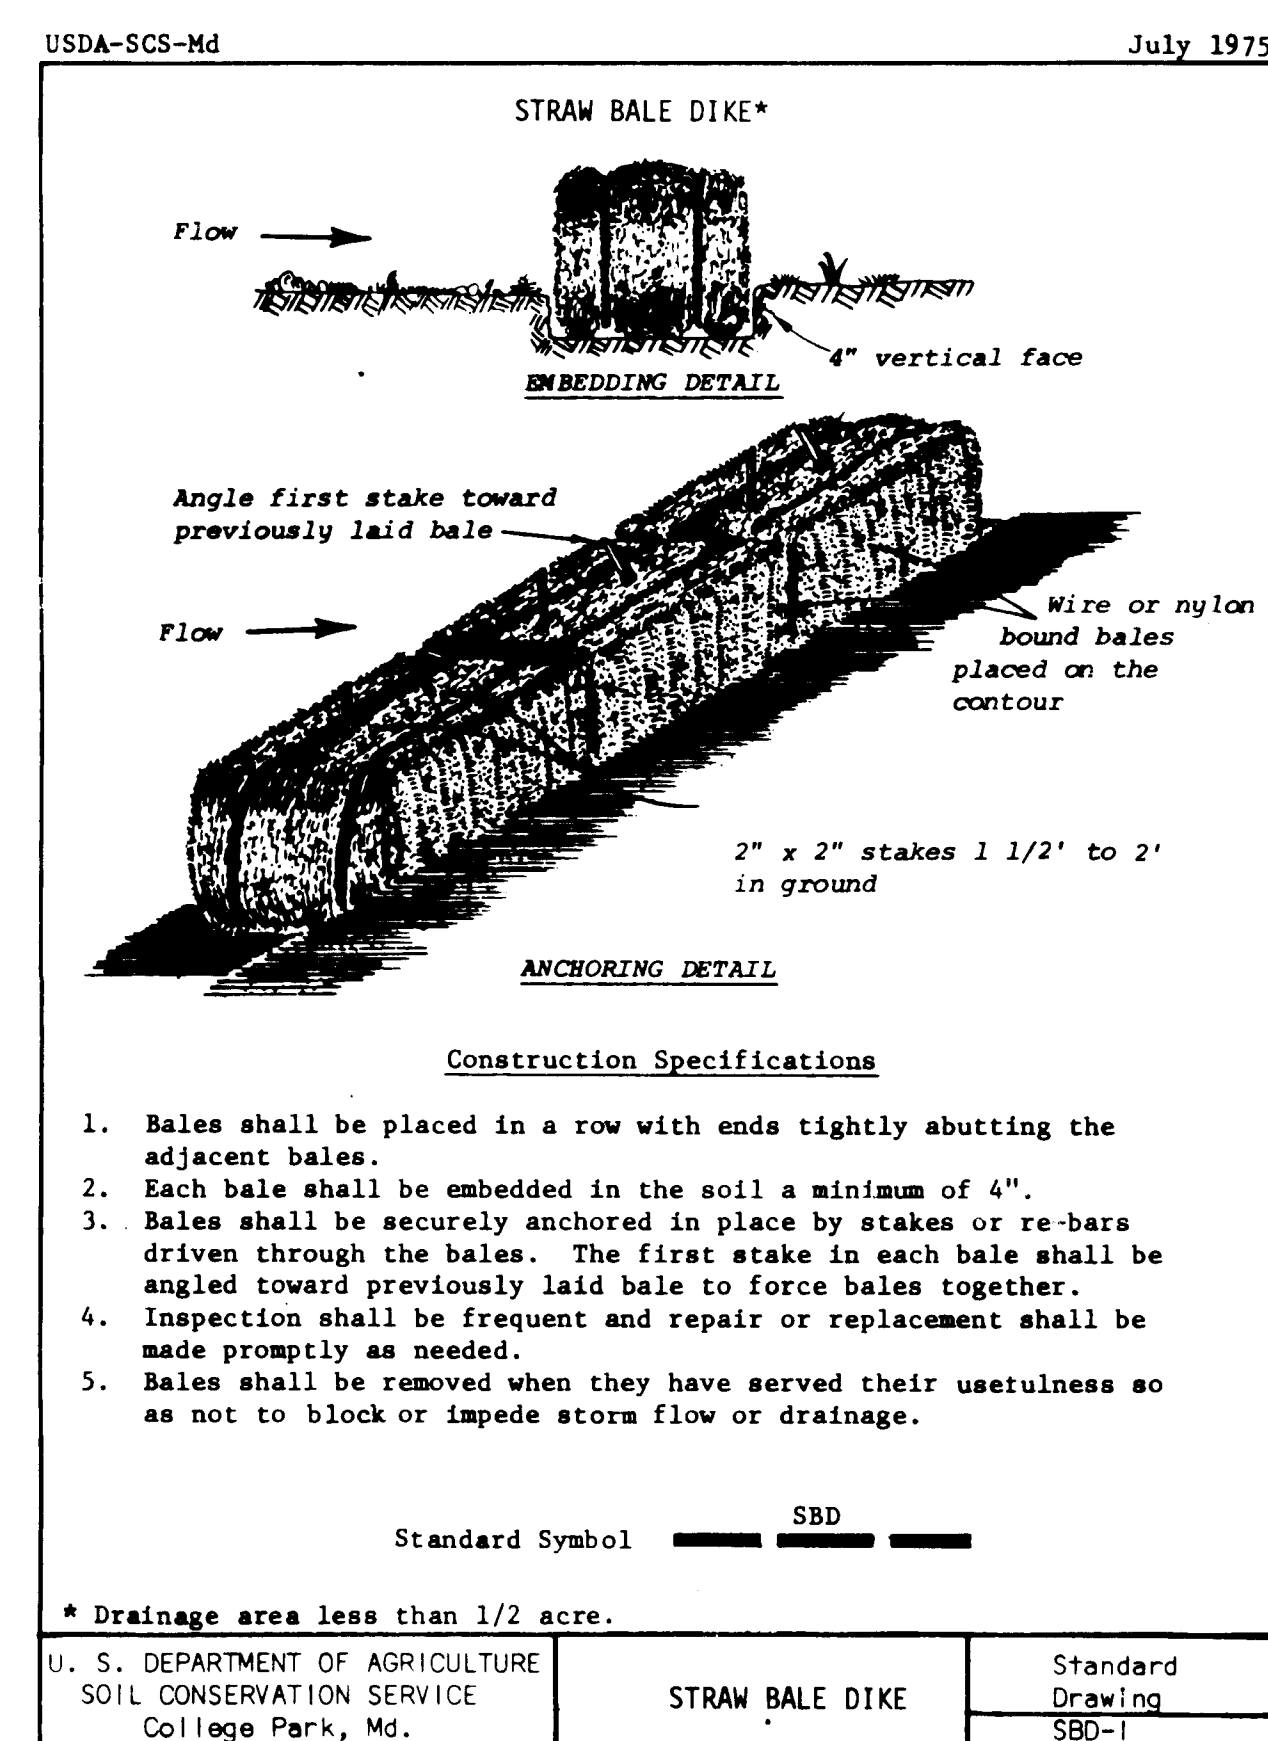 USDA-SCS-Md
July 1975
STRAW BALE DIKE*
Flow
4" vertical face
EMBEDDING DETAIL
Angle first stake toward
previously laid bale
Flow
Wire or nylon
bound bales
placed on the
contour
2" x 2" stakes 1 1/2' to 2'
in ground
ANCHORING DETAIL
Construction Specifications
1. Bales shall be placed in a row with ends tightly abutting the
adjacent bales.
2. Each bale shall be embedded in the soil a minimum of 4".
3. Bales shall be securely anchored in place by stakes or re-bars
driven through the bales. The first stake in each bale shall be
angled toward previously laid bale to force bales together.
4. Inspection shall be frequent and repair or replacement shall be
made promptly as needed.
5. Bales shall be removed when they have served their usefulness so
as not to block or impede storm flow or drainage.
SBD
Standard Symbol
* Drainage area less than 1/2 acre.
U. S. DEPARTMENT OF AGRICULTURE
SOIL CONSERVATION SERVICE
College Park, Md.
STRAW BALE DIKE
Standard
Drawing
SBD-1